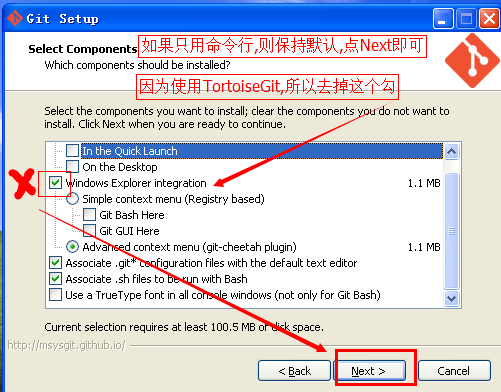 Git Setup
Select Components
如果只用命令行,则保持默认,点Next即可
Which components should be installed?
因为使用TortoiseGit,所以去掉这个勾
Select the components you want to install; clear the components you do not want to
install. Click Next when you are ready to continue.
In the Quick Launch
On the Desktop
Windows Explorer integration 1.1 MB
Simple context menu (Registry based)
Git Bash Here
Git GUI Here
Advanced context menu (git-cheetah plugin) 1.1 MB
Associate .git* configuration files with the default text editor
Associate .sh files to be run with Bash
Use a TrueType font in all console windows (not only for Git Bash)
Current selection requires at least 100.5 MB of disk space.
http://msysgit.github.io/
< Back
Next >
Cancel